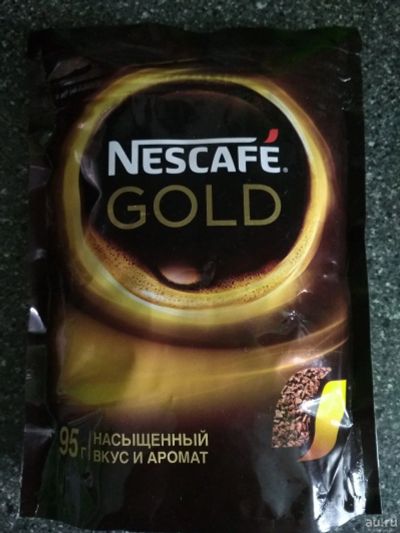 NESCAFÉ
GOLD
95 г
НАСЫЩЕННЫЙ
ВКУС И АРОМАТ
au.ru